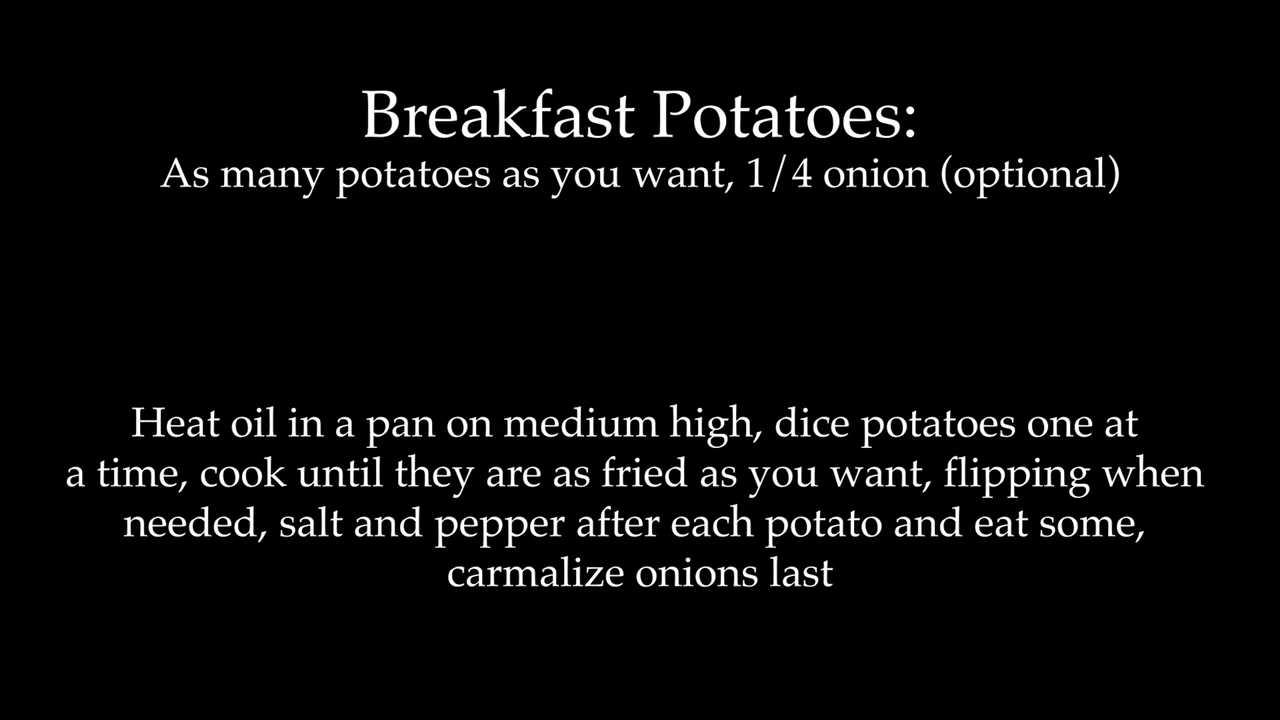 Breakfast Potatoes:
As many potatoes as you want, 1/4 onion (optional)
Heat oil in a pan on medium high, dice potatoes one at
a time, cook until they are as fried as you want, flipping when
needed, salt and pepper after each potato and eat some,
carmalize onions last